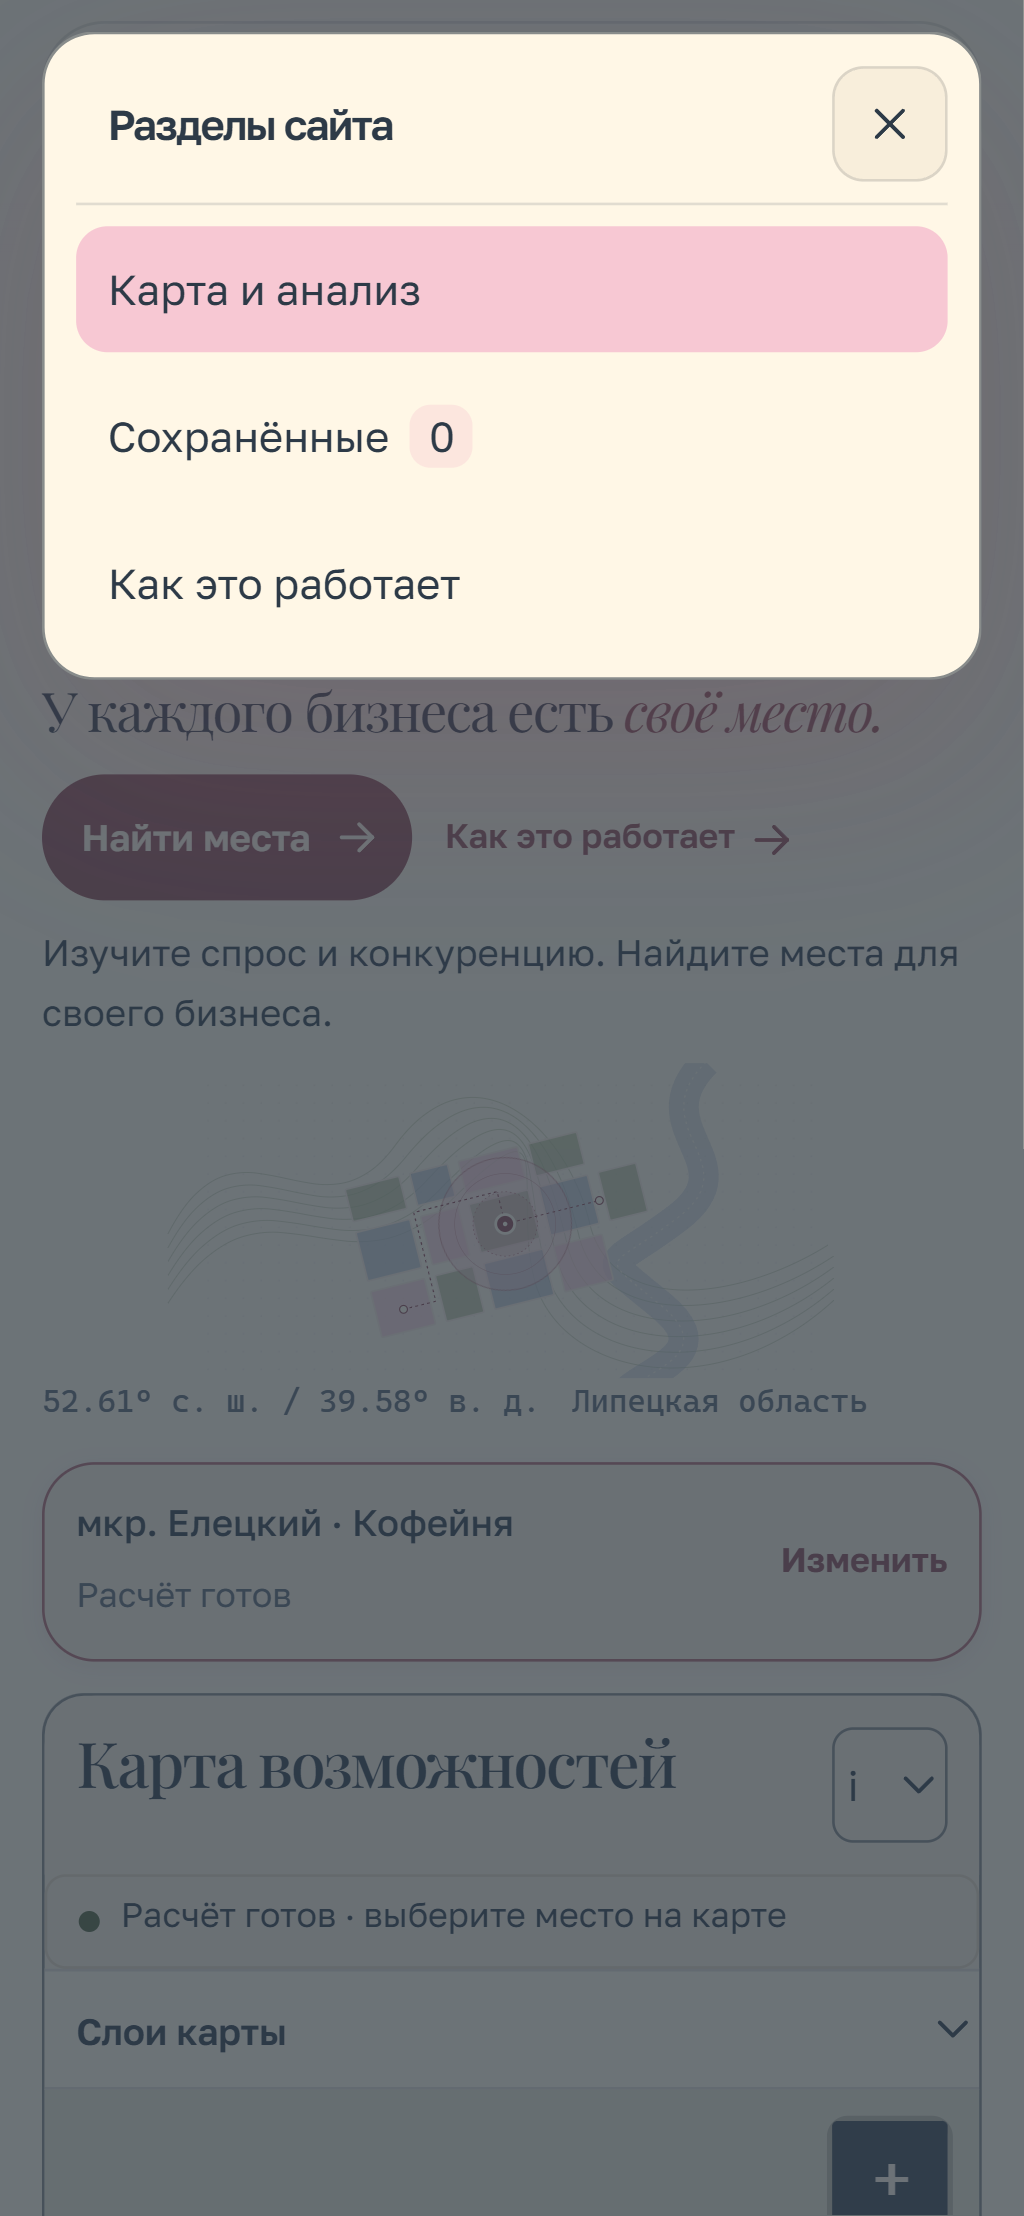 Разделы сайта
Карта и анализ
Сохранённые 0
Как это работает
У каждого бизнеса есть своё место.
Найти места → Как это работает →
Изучите спрос и конкуренцию. Найдите места для
своего бизнеса.
52.61° с. ш. / 39.58° в. д. Липецкая область
мкр. Елецкий · Кофейня
Изменить
Расчёт готов
Карта возможностей
i
Расчёт готов · выберите место на карте
Слои карты
+